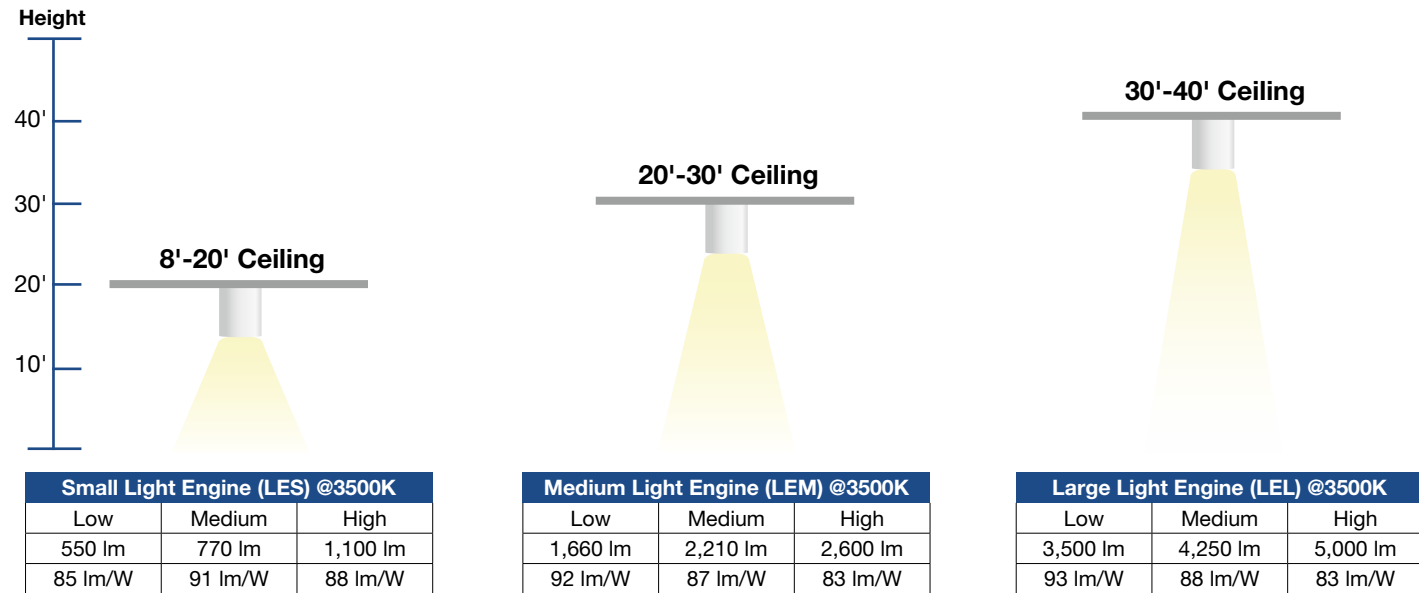 Height
40'
30'
20'
10'
8'-20' Ceiling
20'-30' Ceiling
30'-40' Ceiling
Small Light Engine (LES) @3500K
Low Medium High
550 lm 770 lm 1,100 lm
85 lm/W 91 lm/W 88 lm/W
Medium Light Engine (LEM) @3500K
Low Medium High
1,660 lm 2,210 lm 2,600 lm
92 lm/W 87 lm/W 83 lm/W
Large Light Engine (LEL) @3500K
Low Medium High
3,500 lm 4,250 lm 5,000 lm
93 lm/W 88 lm/W 83 lm/W